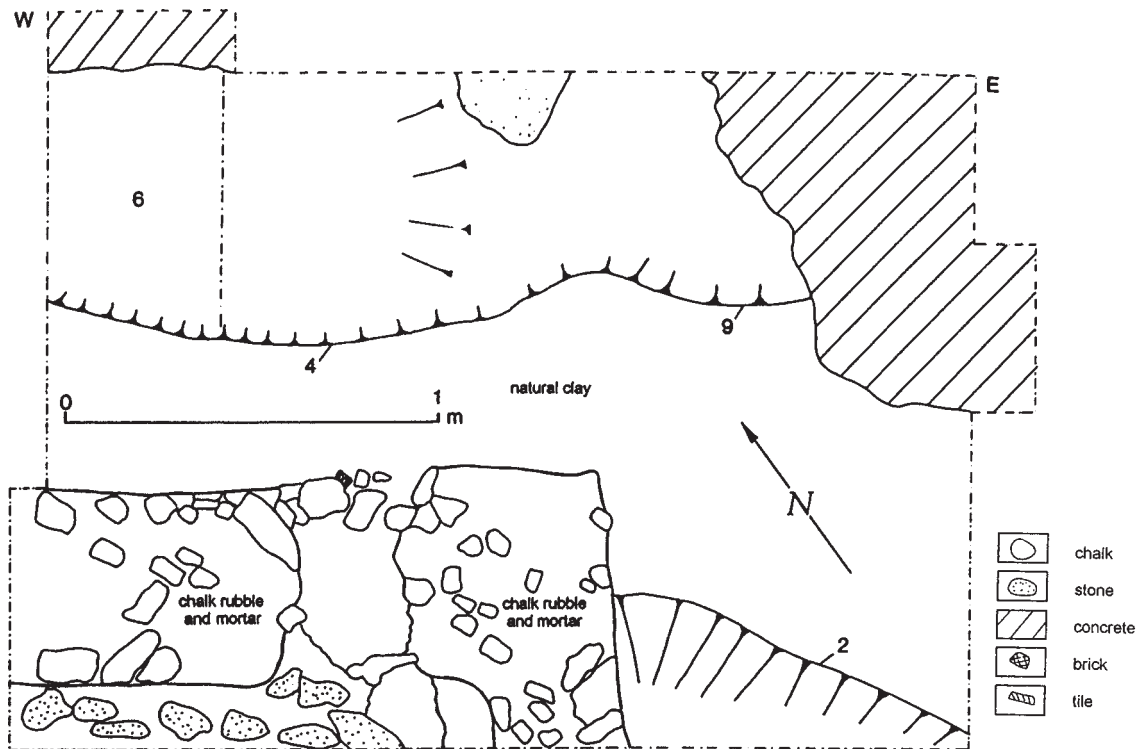 W
E
6
4
9
natural clay
0
1
m
N
chalk rubble
and mortar
chalk rubble
and mortar
2
chalk
stone
concrete
brick
tile